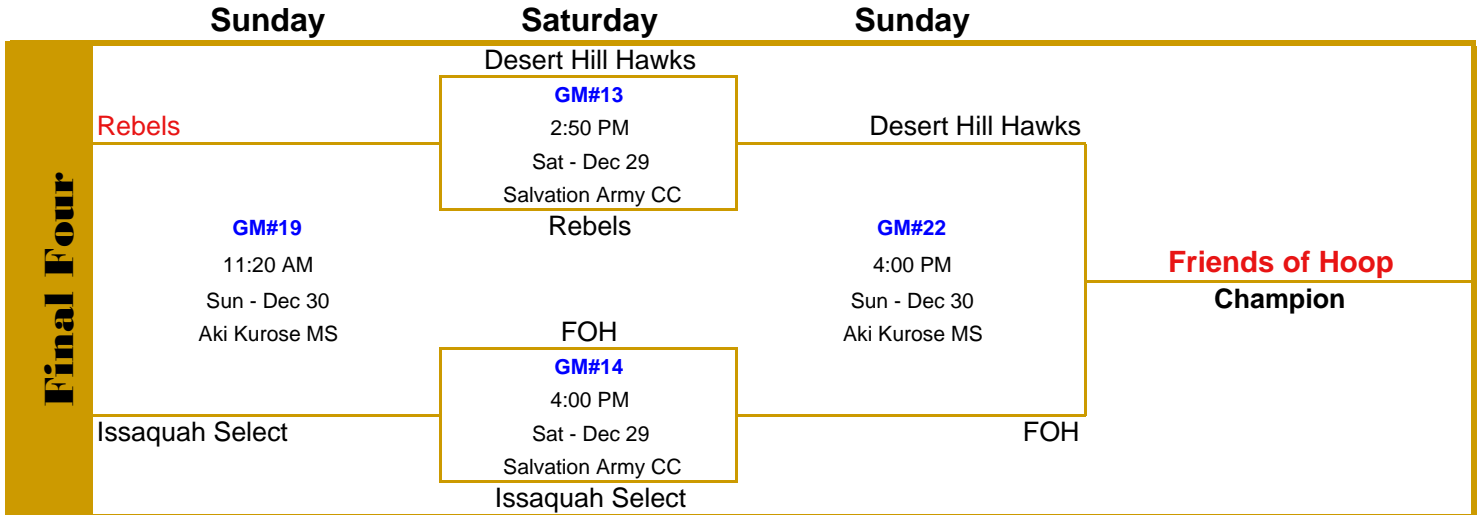 Sunday Saturday Sunday
Final Four
Desert Hill Hawks
GM#13
Rebels 2:50 PM Desert Hill Hawks
Sat - Dec 29
Salvation Army CC
GM#19 Rebels GM#22
11:20 AM 4:00 PM Friends of Hoop
Sun - Dec 30 Sun - Dec 30 Champion
Aki Kurose MS FOH Aki Kurose MS
GM#14
4:00 PM
Issaquah Select Sat - Dec 29 FOH
Salvation Army CC
Issaquah Select